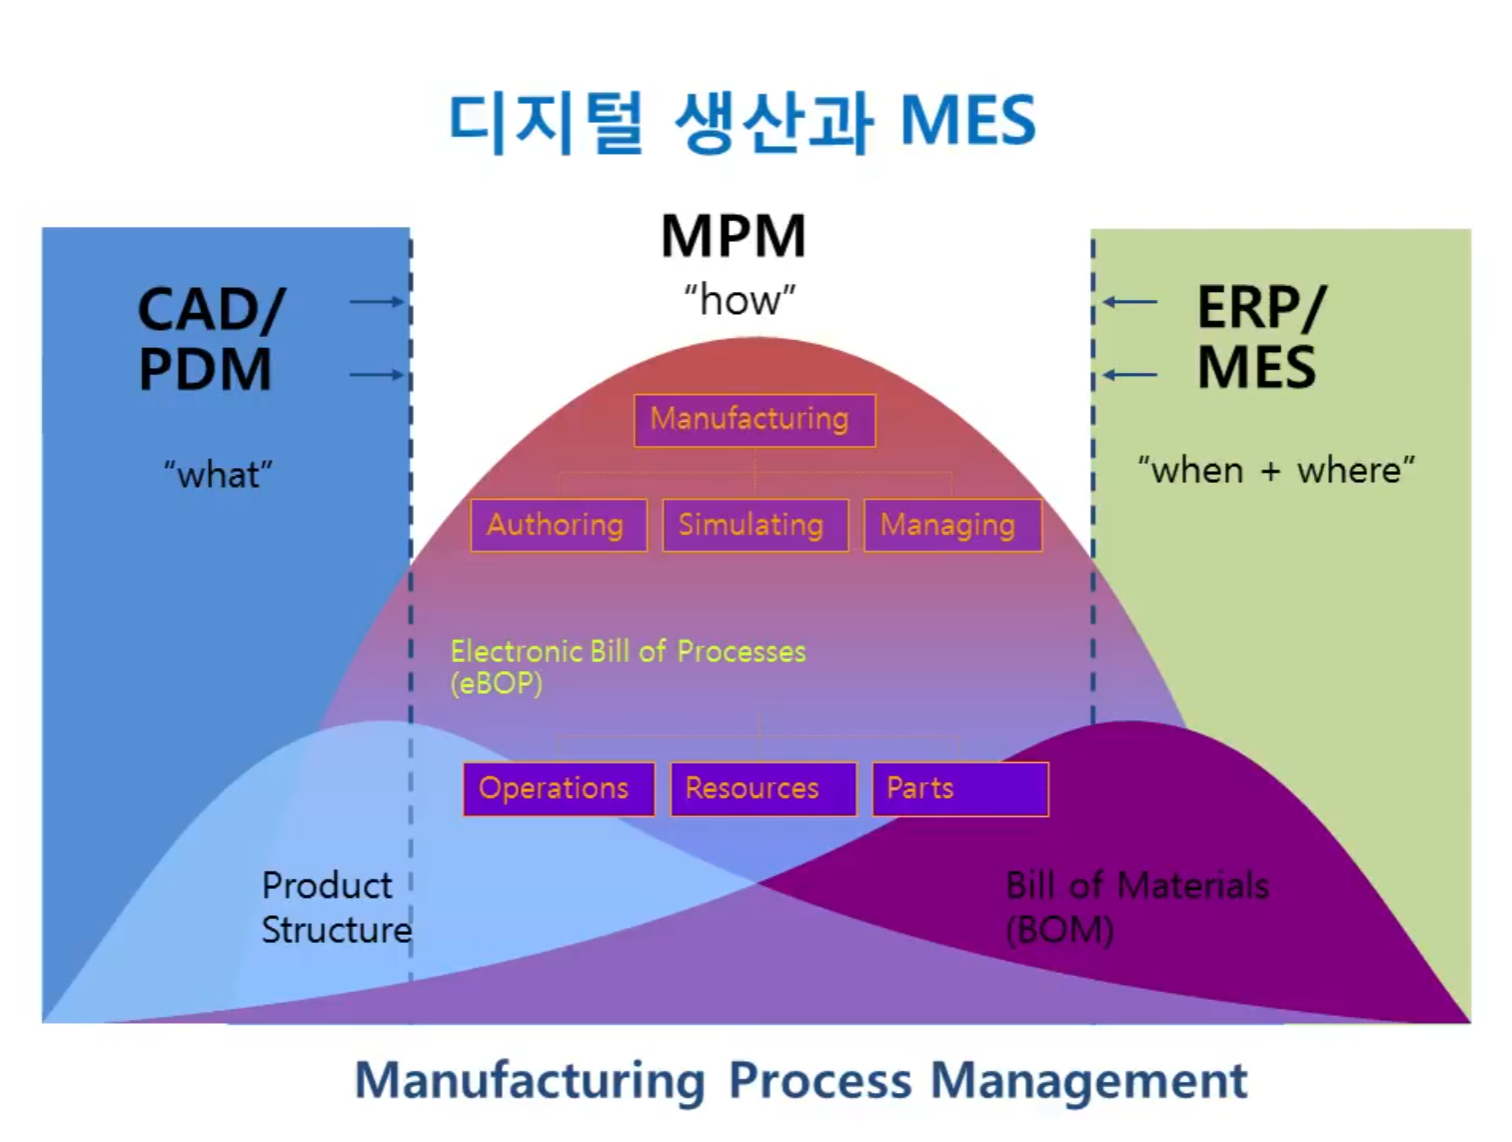 디지털 생산과 MES
MPM
“how”
CAD/
PDM
“what”
ERP/
MES
“when + where”
Manufacturing
Authoring
Simulating
Managing
Electronic Bill of Processes
(eBOP)
Operations
Resources
Parts
Product
Structure
Bill of Materials
(BOM)
Manufacturing Process Management